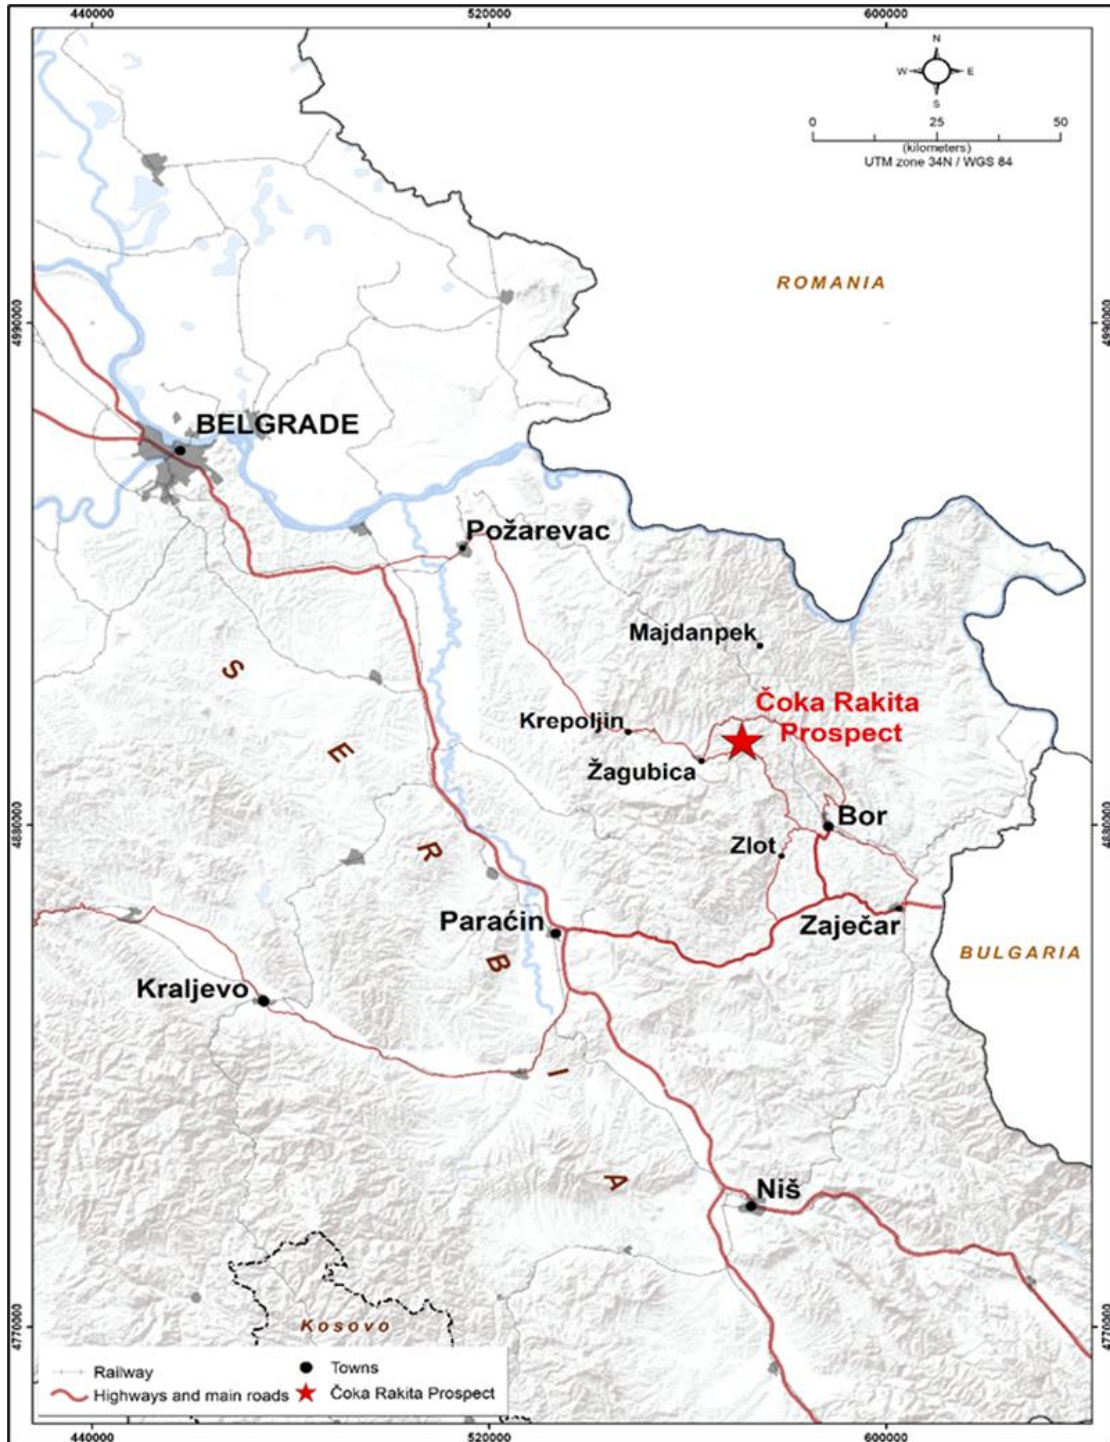 440000
520000
600000
N
W
E
S
0
25
50
(kilometers)
UTM zone 34N / WGS 84
ROMANIA
4990000
4990000
BELGRADE
Požarevac
Majdanpek
Čoka Rakita
Prospect
Krepoljin
Žagubica
Bor
4880000
4880000
Zlot
Paraćin
Zaječar
BULGARIA
Kraljevo
SERBIA
Niš
Kosovo
4770000
4770000
Railway
Towns
Highways and main roads
Čoka Rakita Prospect
440000
520000
600000